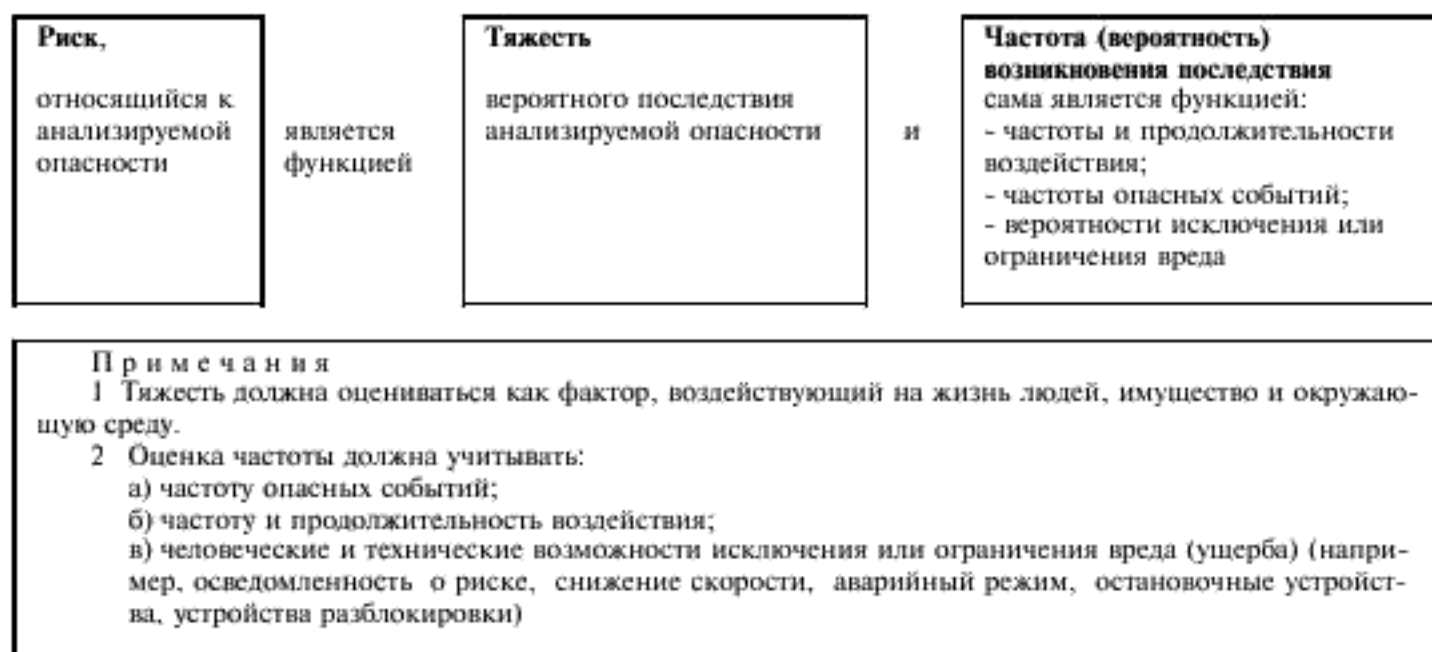 Риск,
относящийся к
анализируемой
опасности
является
функцией
Тяжесть
вероятного последствия
анализируемой опасности
и
Частота (вероятность)
возникновения последствия
сама является функцией:
- частоты и продолжительности
воздействия;
- частоты опасных событий;
- вероятности исключения или
ограничения вреда
Примечания
1 Тяжесть должна оцениваться как фактор, воздействующий на жизнь людей, имущество и окружаю-
щую среду.
2 Оценка частоты должна учитывать:
а) частоту опасных событий;
б) частоту и продолжительность воздействия;
в) человеческие и технические возможности исключения или ограничения вреда (ущерба) (напри-
мер, осведомленность о риске, снижение скорости, аварийный режим, остановочные устройст-
ва, устройства разблокировки)